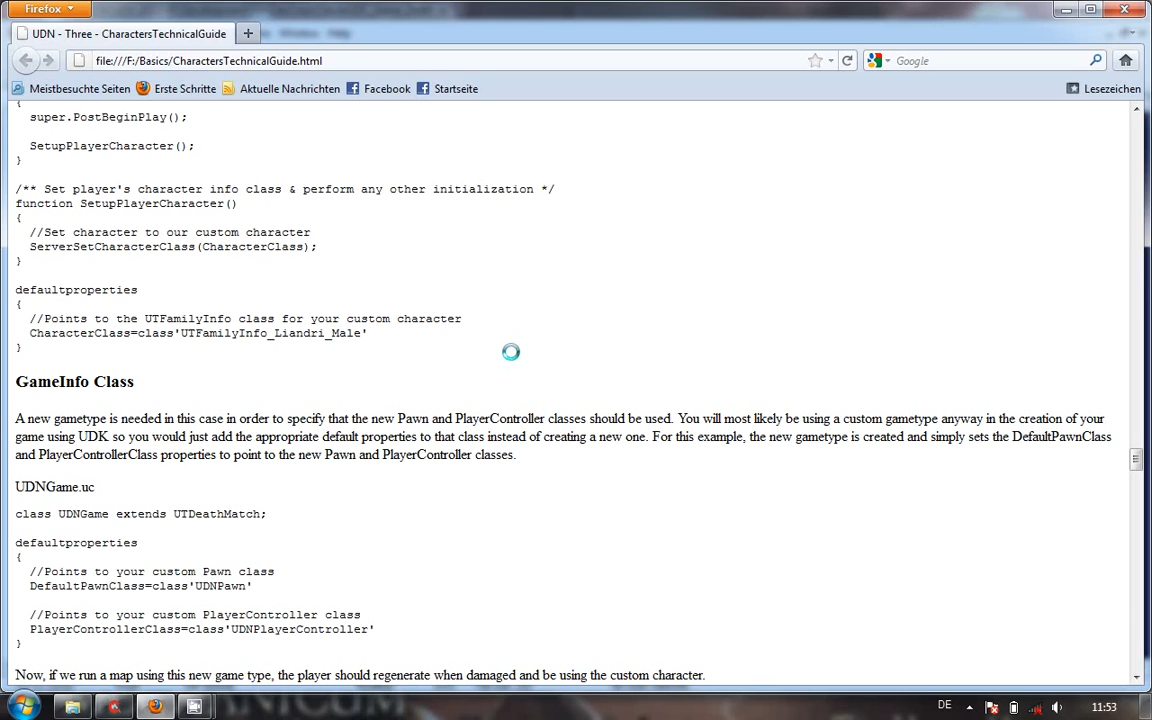 Firefox
UDN - Three - CharactersTechnicalGuide
file:///F:/Basics/CharactersTechnicalGuide.html
Google
Meistbesuchte Seiten Erste Schritte Aktuelle Nachrichten Facebook Startseite Lesezeichen
{
super.PostBeginPlay();
SetupPlayerCharacter();
}
/** Set player's character info class & perform any other initialization */
function SetupPlayerCharacter()
{
//Set character to our custom character
ServerSetCharacterClass(CharacterClass);
}
defaultproperties
{
//Points to the UTFamilyInfo class for your custom character
CharacterClass=class'UTFamilyInfo_Liandri_Male'
}
GameInfo Class
A new gametype is needed in this case in order to specify that the new Pawn and PlayerController classes should be used. You will most likely be using a custom gametype anyway in the creation of your
game using UDK so you would just add the appropriate default properties to that class instead of creating a new one. For this example, the new gametype is created and simply sets the DefaultPawnClass
and PlayerControllerClass properties to point to the new Pawn and PlayerController classes.
UDNGame.uc
class UDNGame extends UTDeathMatch;
defaultproperties
{
//Points to your custom Pawn class
DefaultPawnClass=class'UDNPawn'
//Points to your custom PlayerController class
PlayerControllerClass=class'UDNPlayerController'
}
Now, if we run a map using this new game type, the player should regenerate when damaged and be using the custom character.
DE 11:53